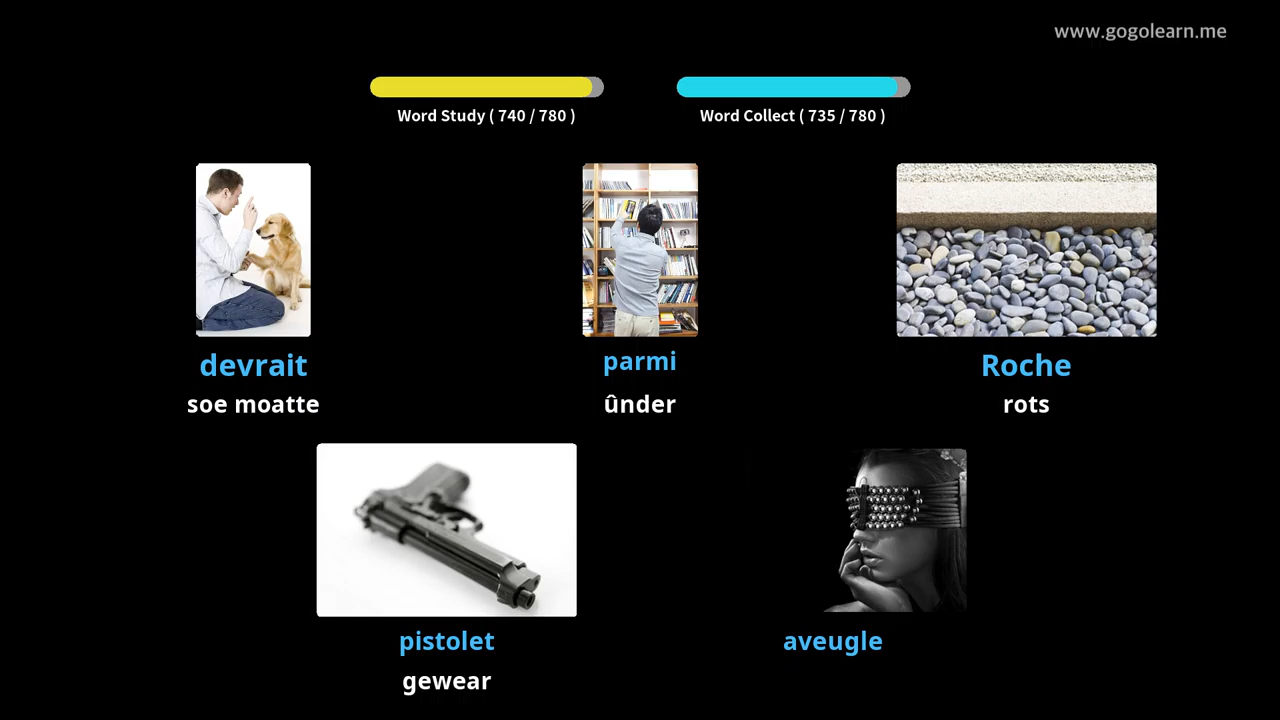 www.gogolearn.me
Word Study ( 740 / 780 )
Word Collect ( 735 / 780 )
devrait
soe moatte
parmi
ûnder
Roche
rots
pistolet
gewear
aveugle